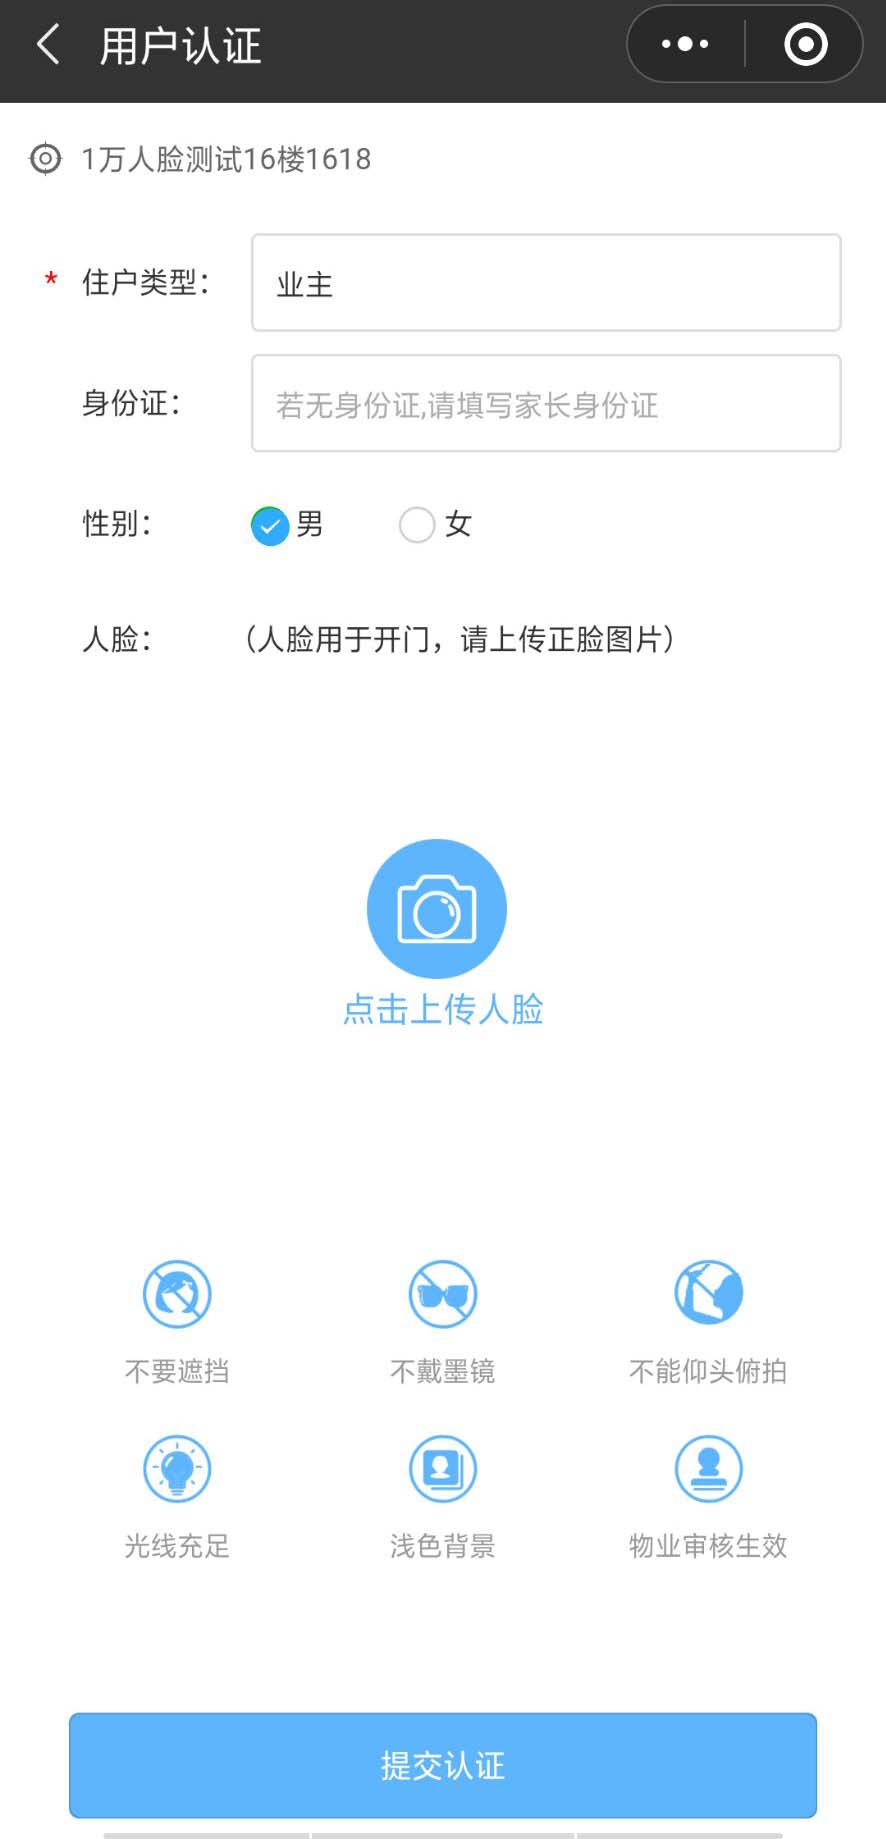 用户认证
1万人脸测试16楼1618
* 住户类型: 业主
身份证: 若无身份证,请填写家长身份证
性别: 男 女
人脸: （人脸用于开门，请上传正脸图片）
点击上传人脸
不要遮挡 不戴墨镜 不能仰头俯拍
光线充足 浅色背景 物业审核生效
提交认证